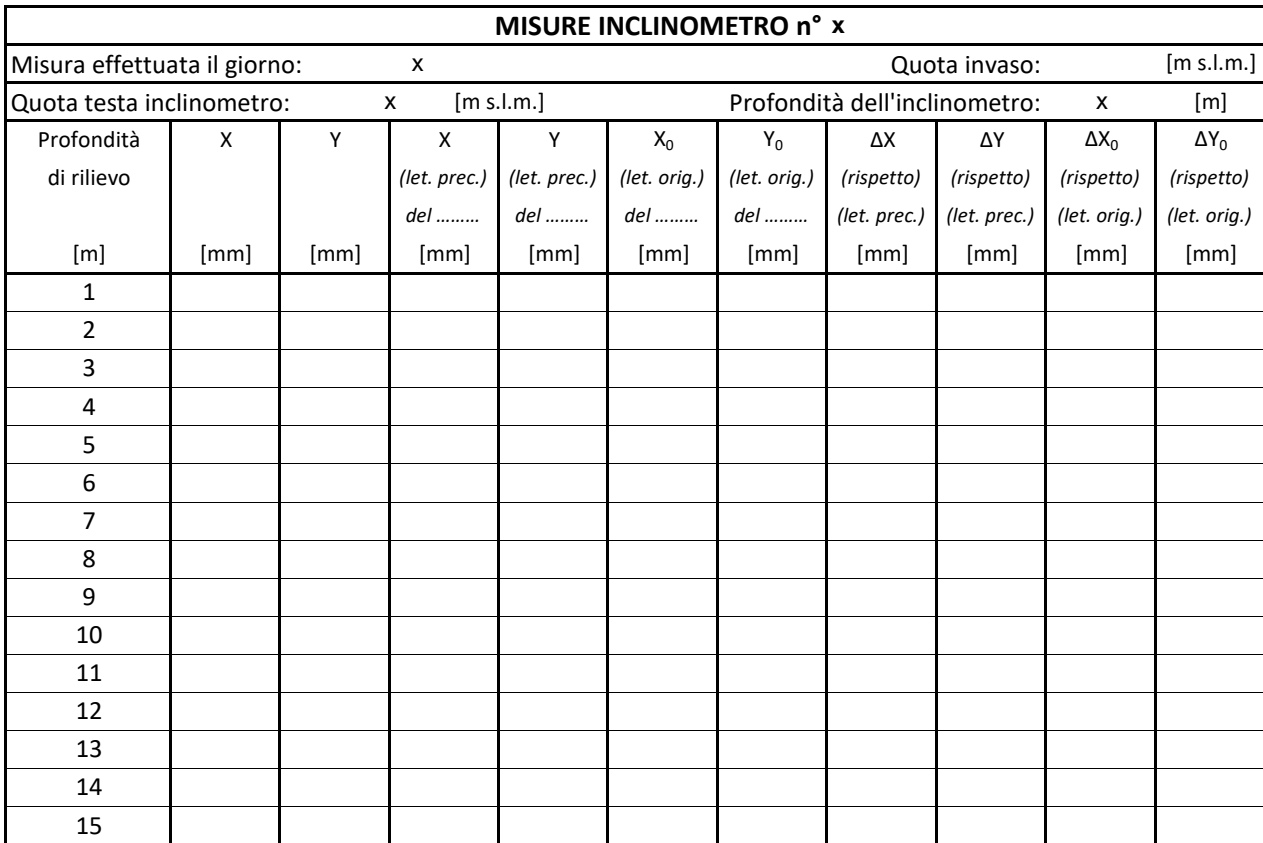 MISURE INCLINOMETRO n° x
Misura effettuata il giorno: x Quota invaso: [m s.l.m.]
Quota testa inclinometro: x [m s.l.m.] Profondità dell'inclinometro: x [m]
Profondità X Y X Y X₀ Y₀ ΔX ΔY ΔX₀ ΔY₀
di rilievo (let. prec.) (let. prec.) (let. orig.) (let. orig.) (rispetto) (rispetto) (rispetto) (rispetto)
del ……… del ……… del ……… del ……… (let. prec.) (let. prec.) (let. orig.) (let. orig.)
[m] [mm] [mm] [mm] [mm] [mm] [mm] [mm] [mm] [mm] [mm]
1
2
3
4
5
6
7
8
9
10
11
12
13
14
15